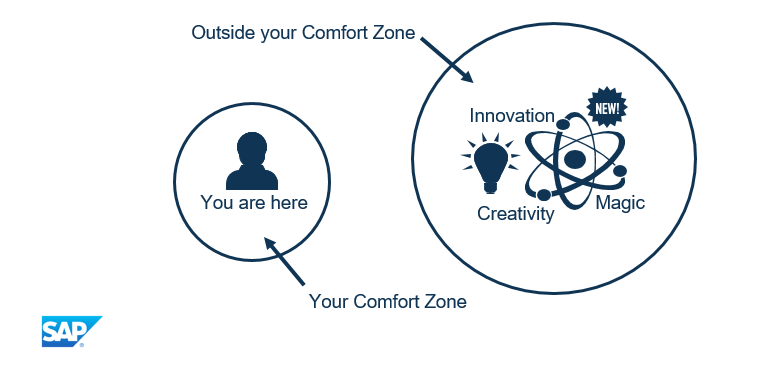 Outside your Comfort Zone
NEW!
Innovation
You are here
Creativity
Magic
Your Comfort Zone
SAP
®